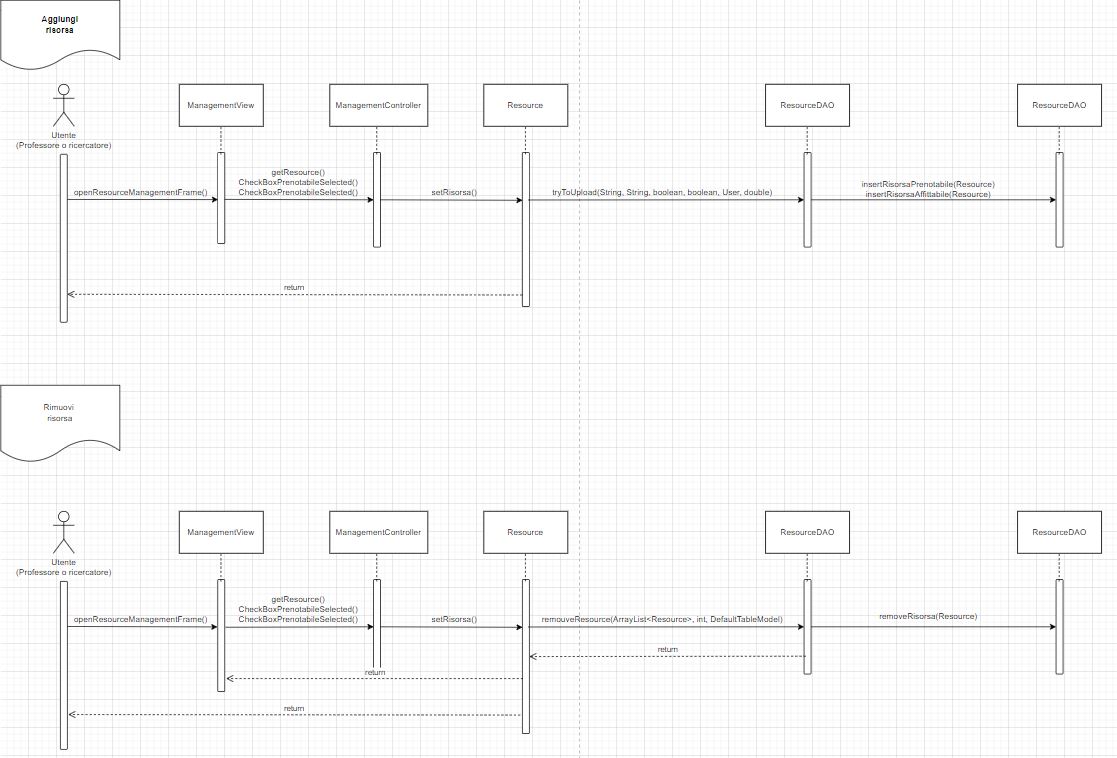 Aggiungi
risorsa
Utente
(Professore o ricercatore)
ManagementView
ManagementController
Resource
ResourceDAO
ResourceDAO
openResourceManagementFrame()
getResource()
CheckBoxPrenotabileSelected()
CheckBoxPrenotabileSelected()
setRisorsa()
tryToUpload(String, String, boolean, boolean, User, double)
insertRisorsaPrenotabile(Resource)
insertRisorsaAffittabile(Resource)
return
Rimuovi
risorsa
Utente
(Professore o ricercatore)
ManagementView
ManagementController
Resource
ResourceDAO
ResourceDAO
openResourceManagementFrame()
getResource()
CheckBoxPrenotabileSelected()
CheckBoxPrenotabileSelected()
setRisorsa()
remouveResource(ArrayList<Resource>, int, DefaultTableModel)
removeRisorsa(Resource)
return
return
return